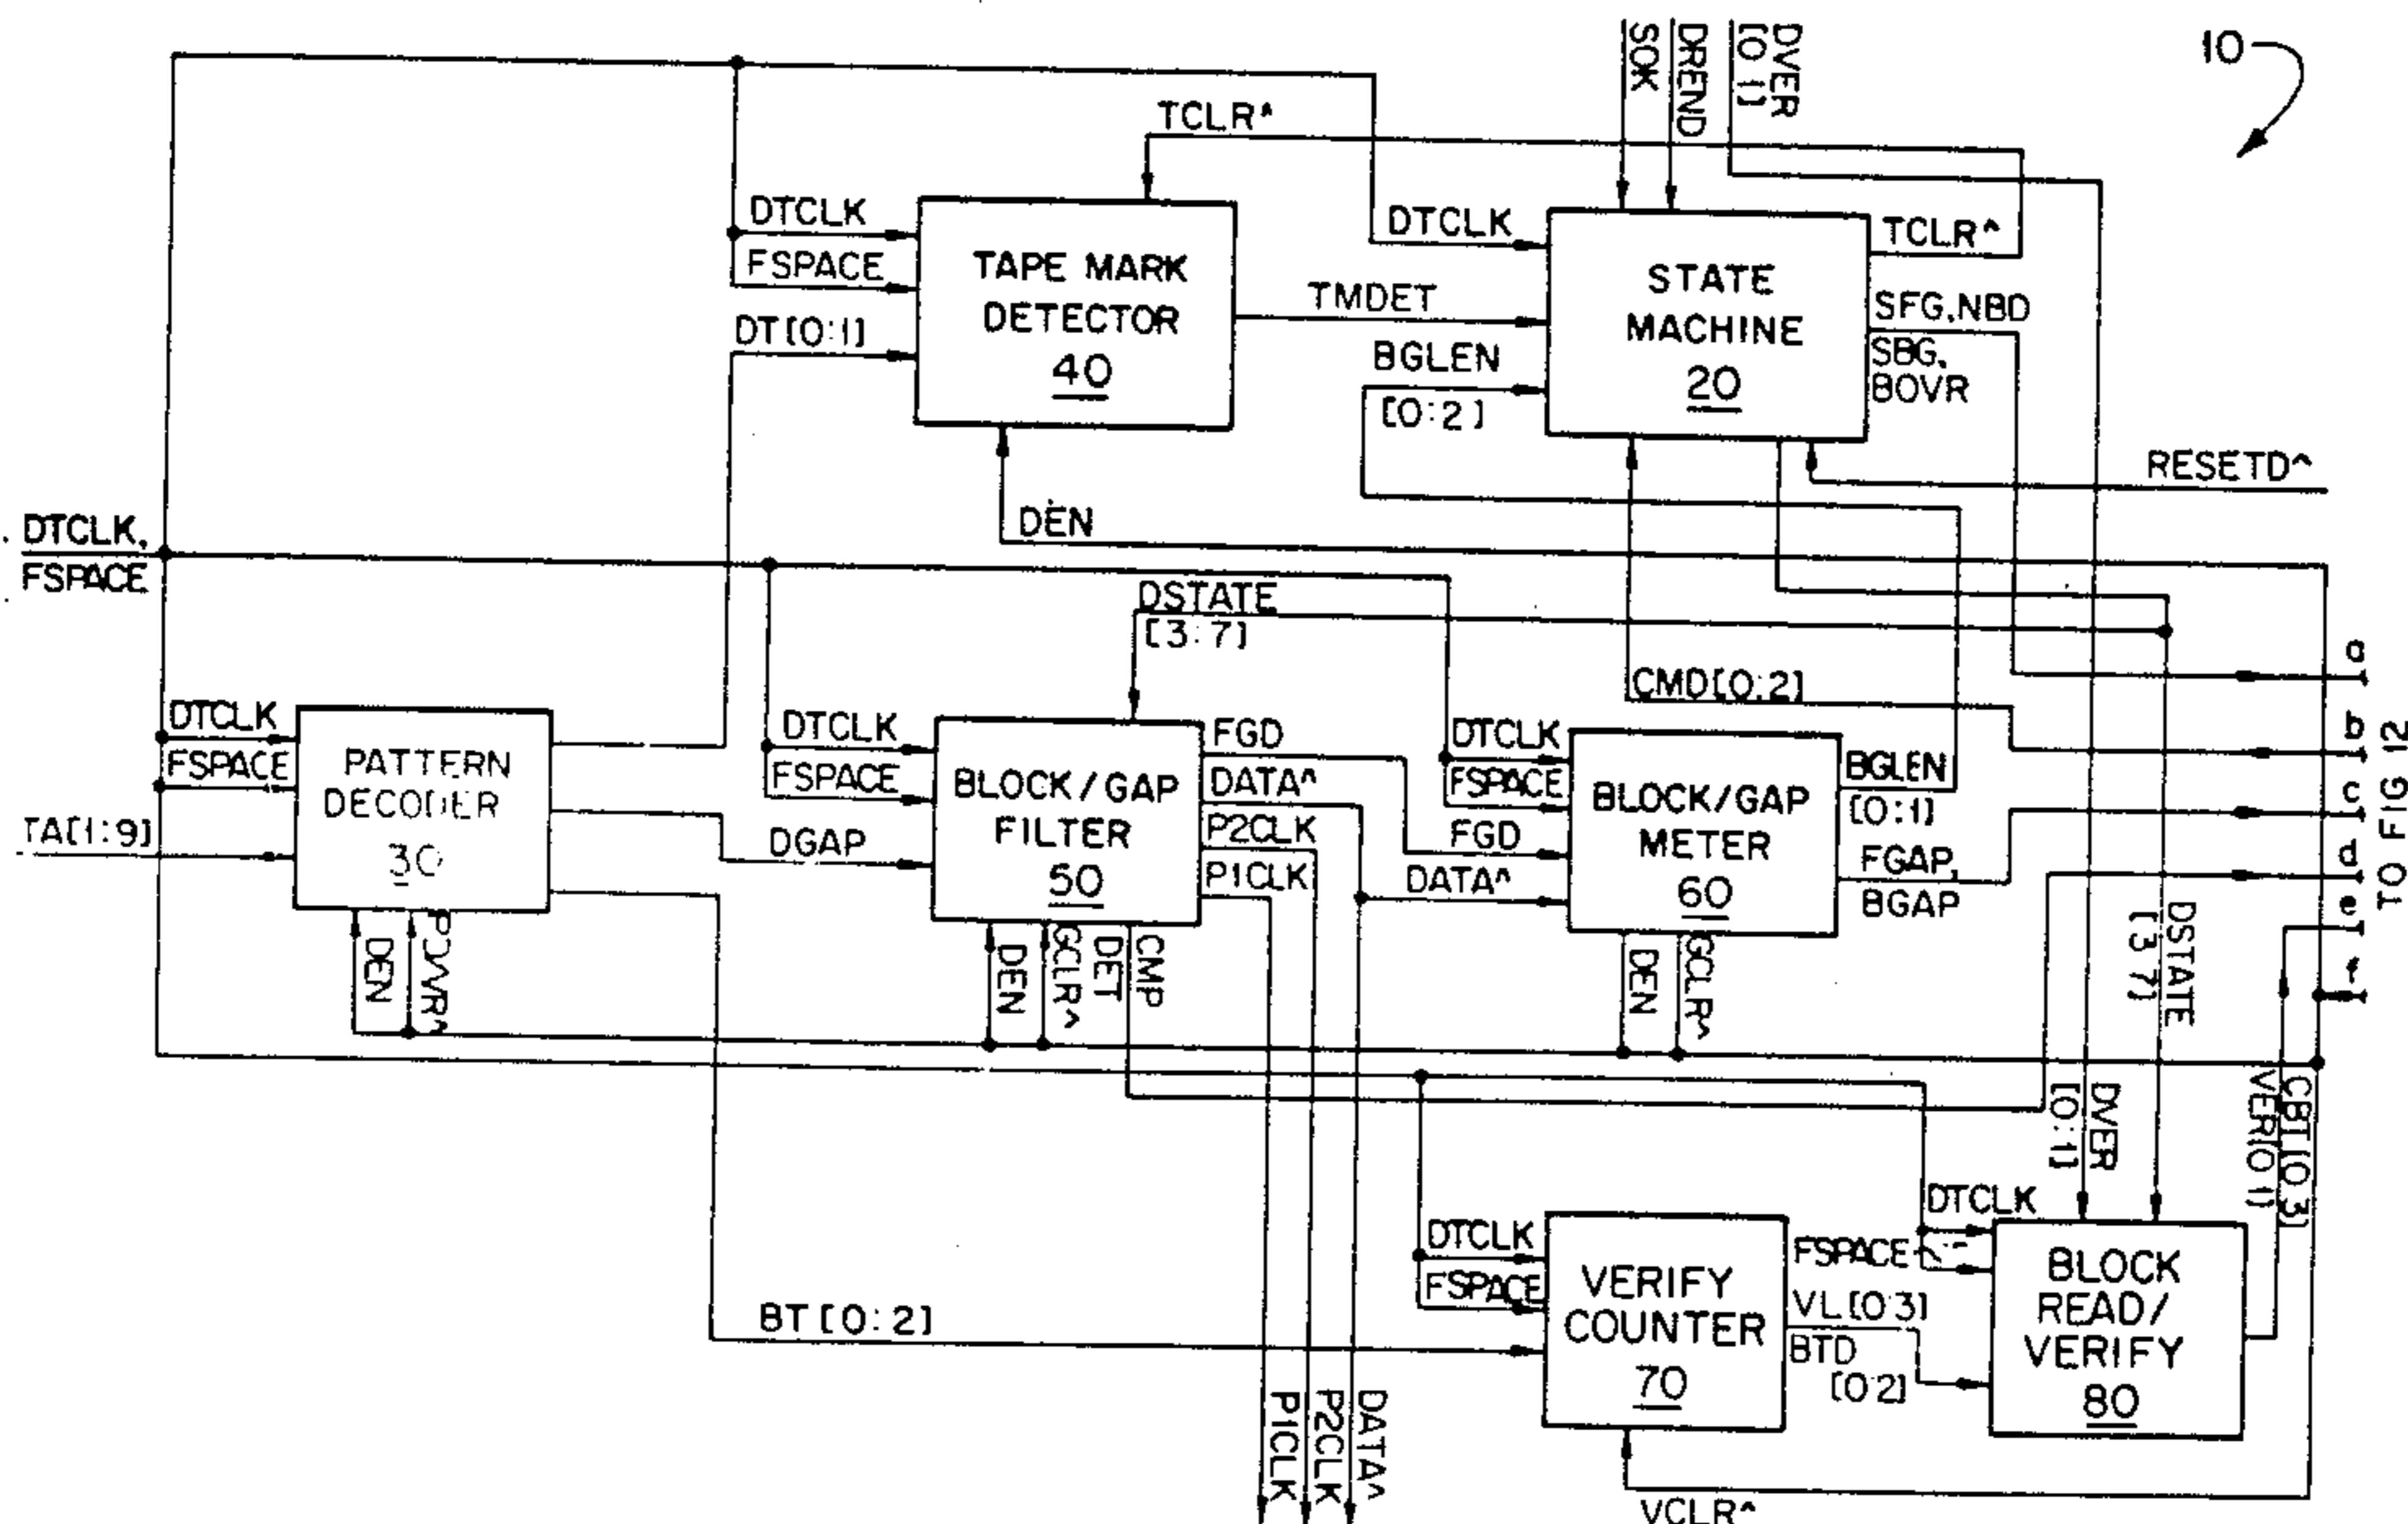 10
SOK
DREND
DVER
[0:1]
TCLR^
DTCLK
FSPACE
DT[0:1]
TAPE MARK
DETECTOR
40
TMDET
DTCLK
BGLEN
[0:2]
STATE
MACHINE
20
TCLR^
SFG,NBD
SBG,
BOVR
RESETD^
DEN
DTCLK,
FSPACE
DSTATE
[3:7]
CMD[0:2]
a
b
c
d
e
f
TO FIG 12
DTCLK
FSPACE
TA[1:9]
PATTERN
DECODER
30
DEN
DGAP
DTCLK
FSPACE
BLOCK/GAP
FILTER
50
FGD
DATA^
P2CLK
P1CLK
DEN
GCLR^
DET
CMP
DTCLK
FSPACE
FGD
DATA^
BLOCK/GAP
METER
60
BGLEN
[0:1]
FGAP,
BGAP
DEN
GCLR^
DSTATE
[3 7]
DVER
[0:1]
VER[0 1]
CBT[0 3]
BT [0:2]
DTCLK
FSPACE
VERIFY
COUNTER
70
VL[0:3]
BTD
[0:2]
DTCLK
FSPACE
BLOCK
READ/
VERIFY
80
P1CLK
P2CLK
DATA^
VCLR^